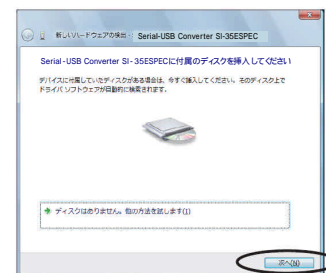 新しいハードウェアの検出 - Serial-USB Converter SI-35ESPEC
Serial-USB Converter SI-35ESPECに付属のディスクを挿入してください
デバイスに付属していたディスクがある場合は、今すぐ挿入してください。そのディスク上で
ドライバ ソフトウェアが自動的に検索されます。
ディスクはありません。他の方法を試します(I)
次へ(N)